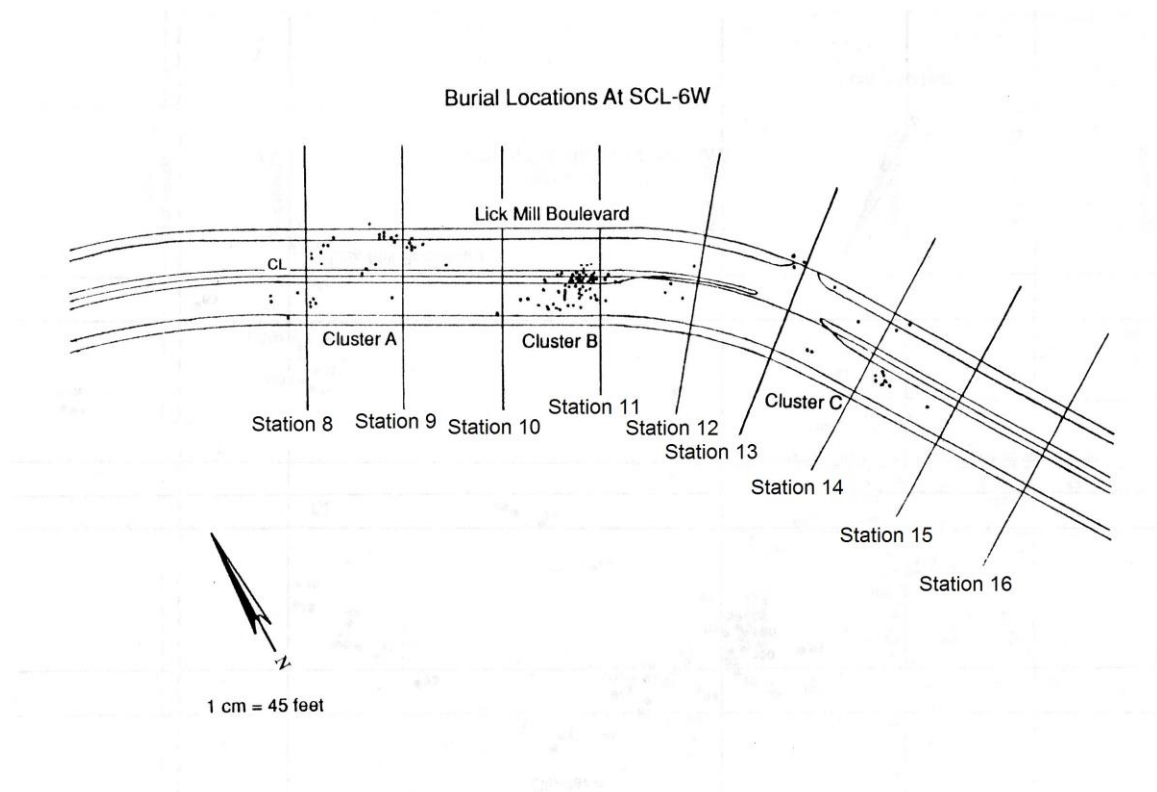 Burial Locations At SCL-6W
Lick Mill Boulevard
CL
Cluster A
Cluster B
Cluster C
Station 8
Station 9
Station 10
Station 11
Station 12
Station 13
Station 14
Station 15
Station 16
N
1 cm = 45 feet